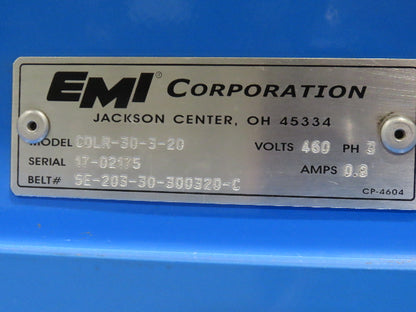 EMI CORPORATION
JACKSON CENTER, OH 45334
MODEL CDLR-30-3-20 VOLTS 460 PH 3
SERIAL 17-02175 AMPS 0.8
BELT# SE-203-30-300320-C
CP-4604